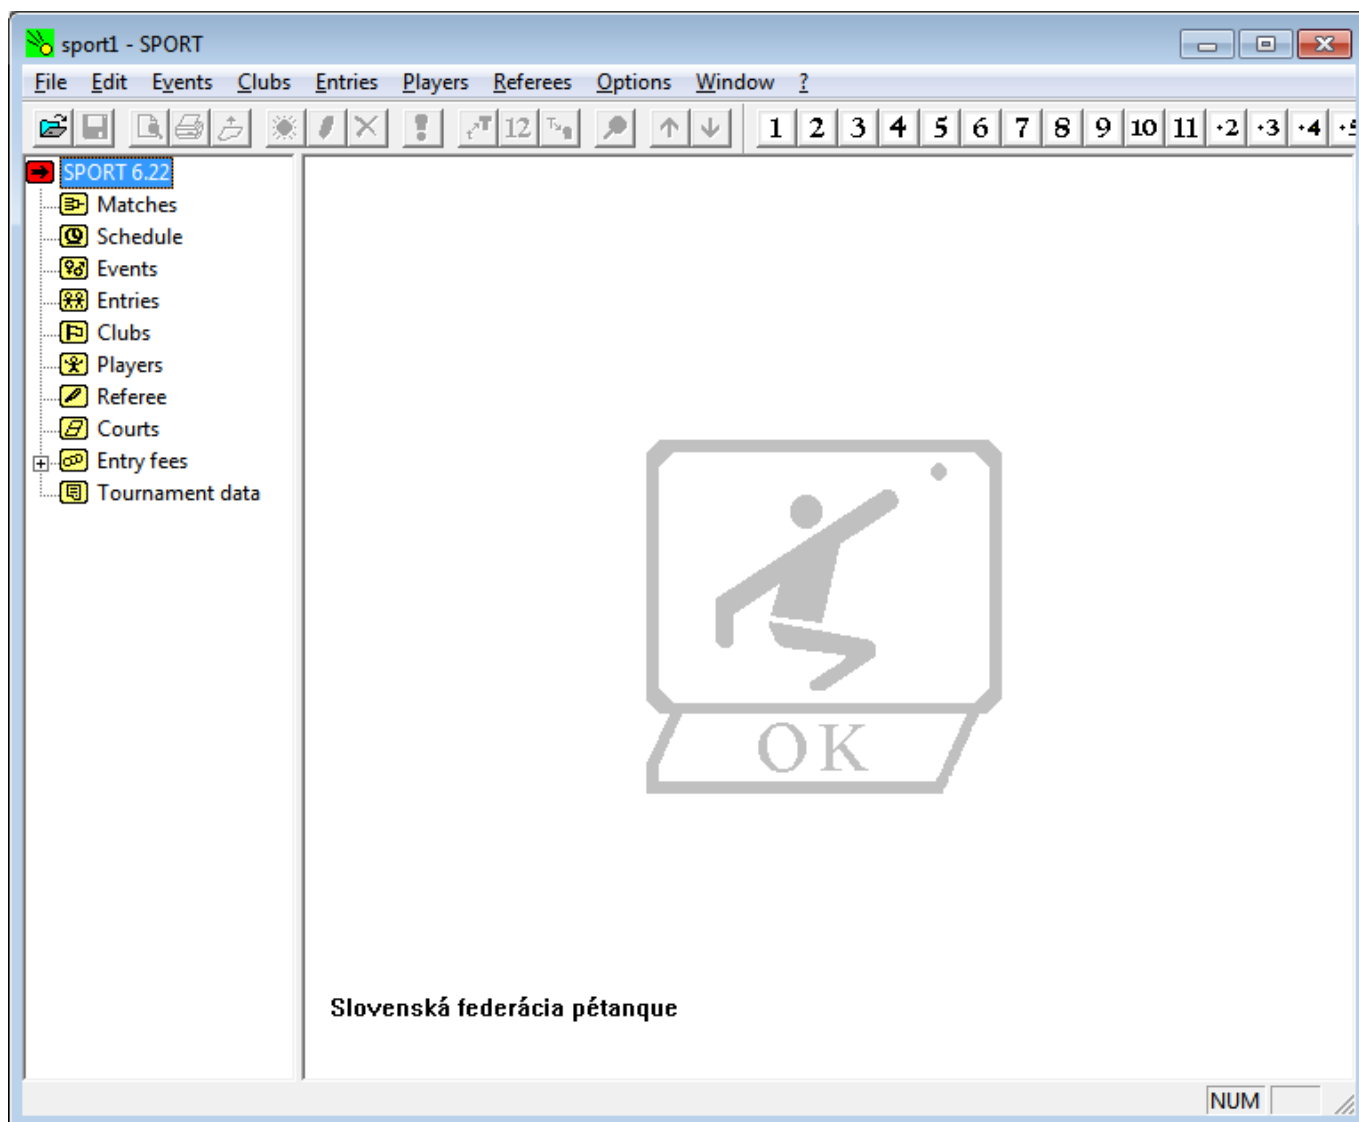 sport1 - SPORT
File Edit Events Clubs Entries Players Referees Options Window ?
12 1 2 3 4 5 6 7 8 9 10 11 •2 •3 •4
SPORT 6.22
Matches
Schedule
Events
Entries
Clubs
Players
Referee
Courts
Entry fees
Tournament data
OK
Slovenská federácia pétanque
NUM